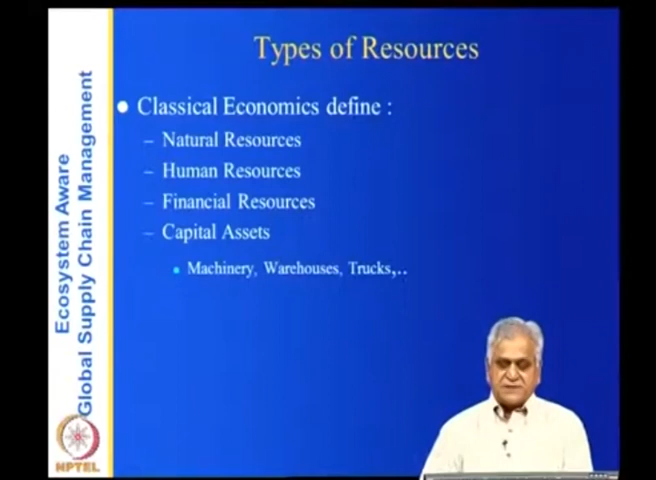 Types of Resources
Classical Economics define :
– Natural Resources
– Human Resources
– Financial Resources
– Capital Assets
Machinery, Warehouses, Trucks,..
Ecosystem Aware
Global Supply Chain Management
NPTEL